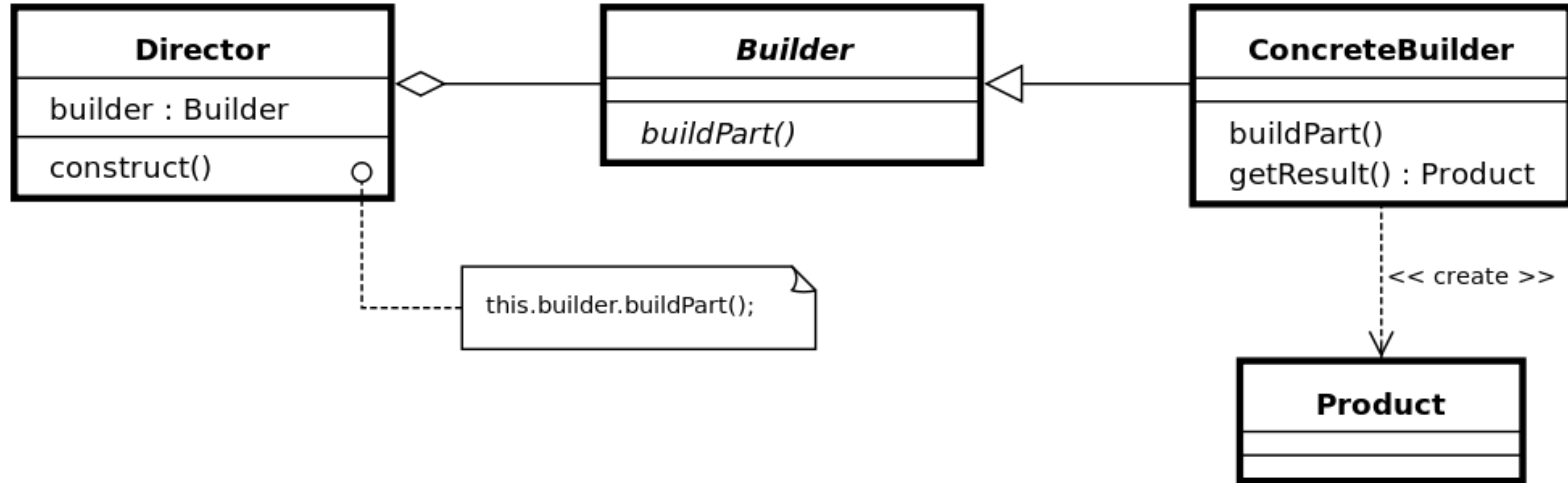 Director
builder : Builder
construct()
Builder
buildPart()
ConcreteBuilder
buildPart()
getResult() : Product
this.builder.buildPart();
<< create >>
Product